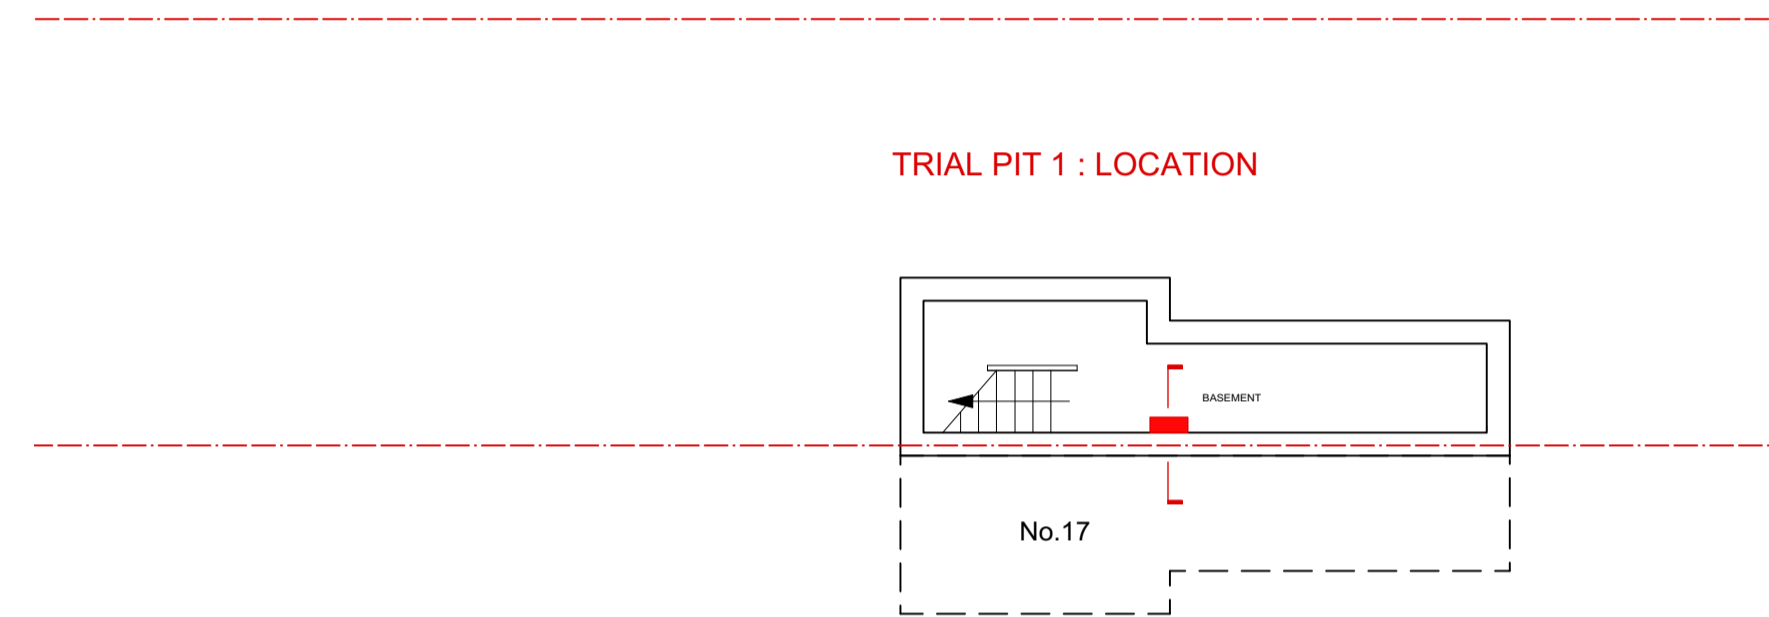 TRIAL PIT 1 : LOCATION
BASEMENT
No.17